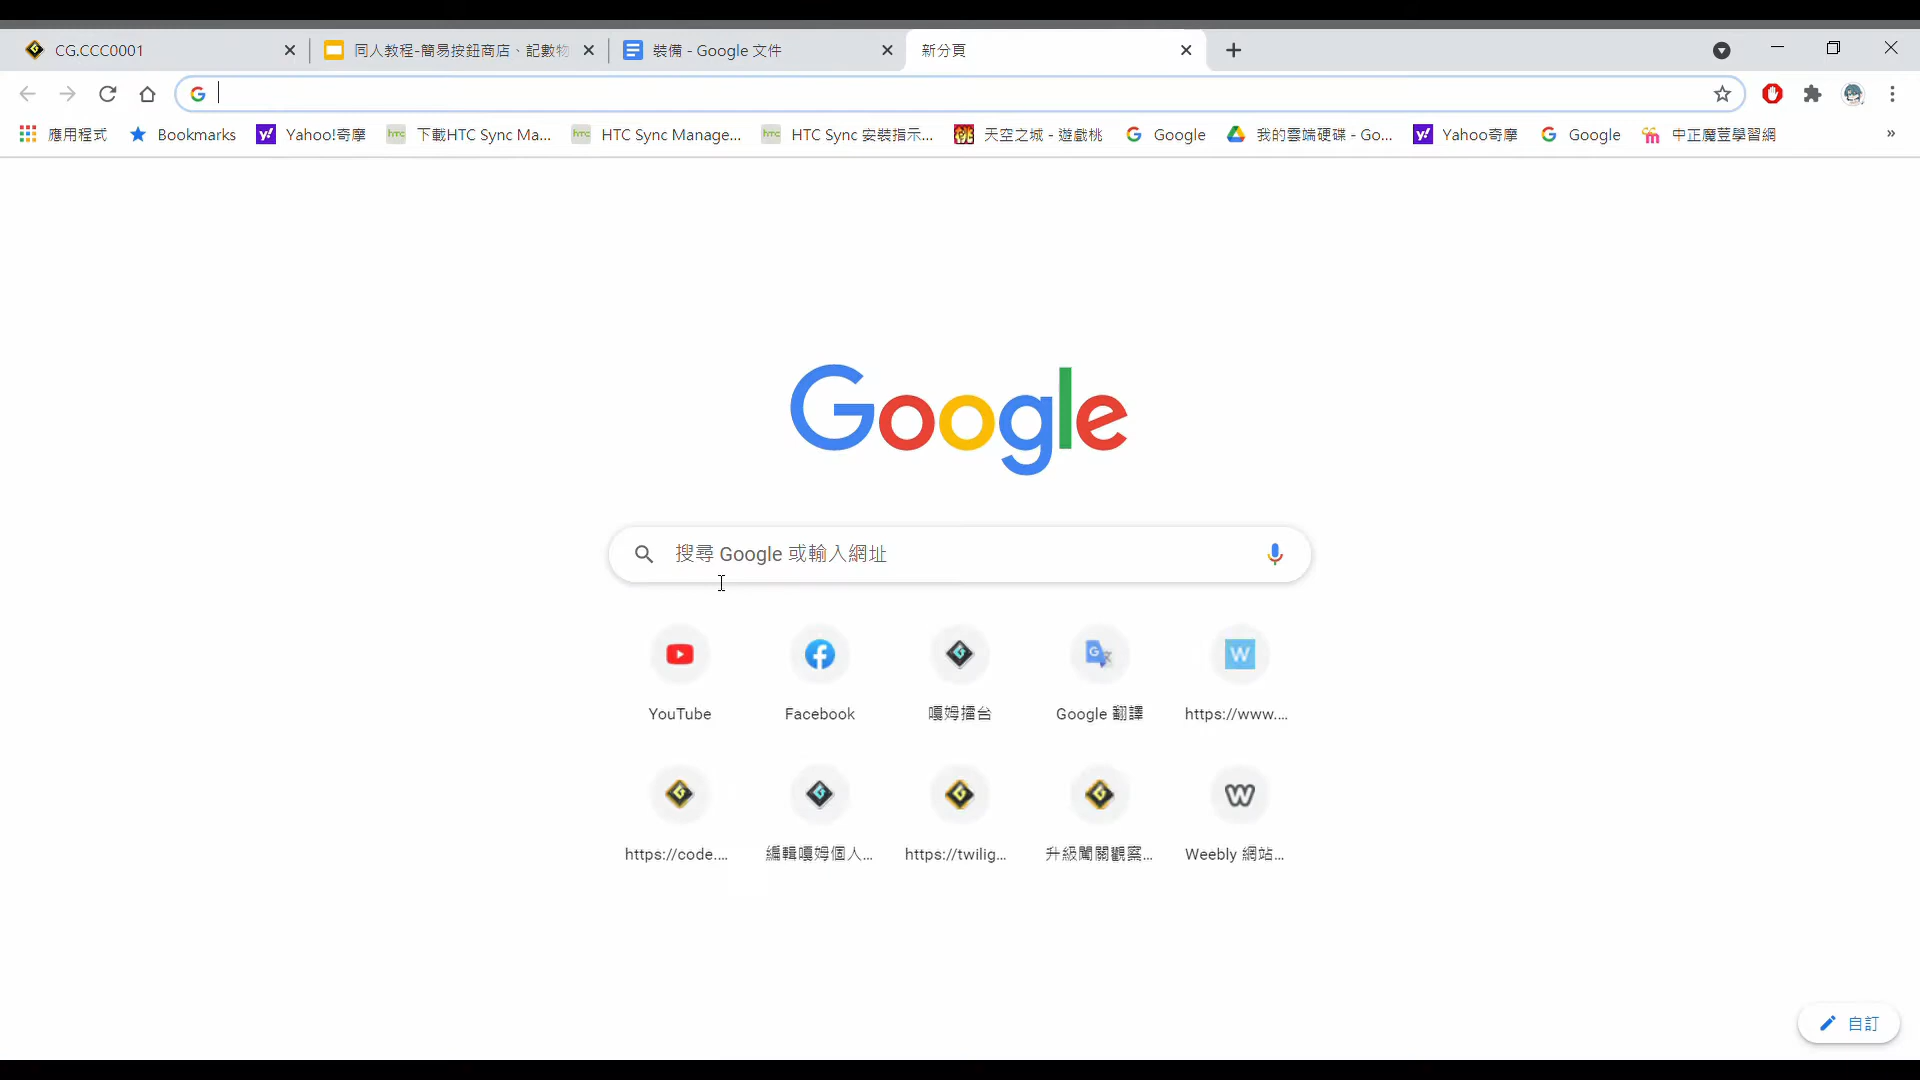 CG.CCC0001
同人教程-簡易按鈕商店、記數物
裝備 - Google 文件
新分頁
應用程式
Bookmarks
Yahoo!奇摩
下載HTC Sync Ma...
HTC Sync Manage...
HTC Sync 安裝指示...
天空之城 - 遊戲桃
Google
我的雲端硬碟 - Go...
Yahoo奇摩
Google
中正魔荳學習網
»
Google
搜尋 Google 或輸入網址
YouTube
Facebook
嘎姆擂台
Google 翻譯
https://www....
https://code....
編輯嘎姆個人...
https://twilig...
升級闖關觀察...
Weebly 網站...
自訂